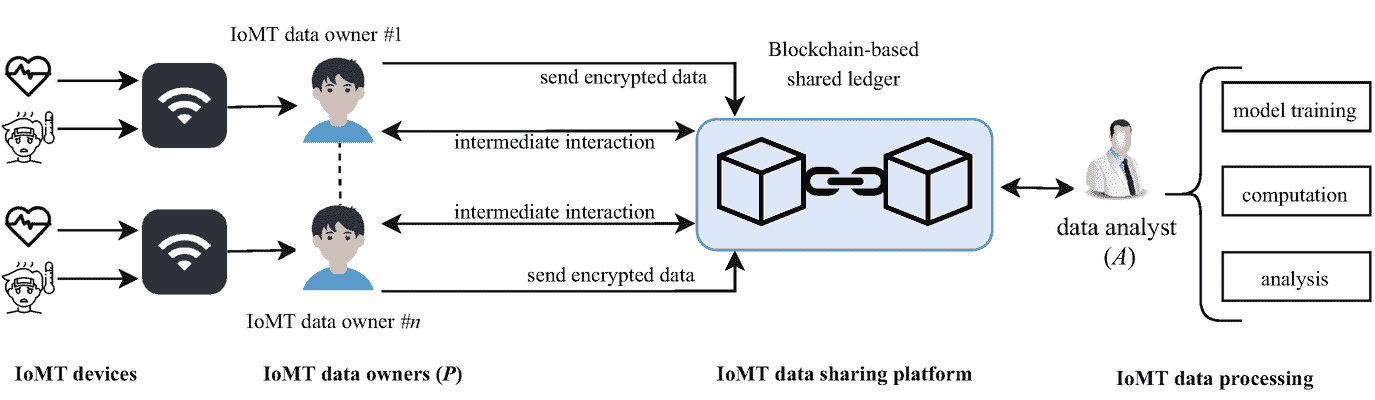 IoMT data owner #1
send encrypted data
Blockchain-based
shared ledger
intermediate interaction
intermediate interaction
send encrypted data
IoMT data owner #n
data analyst
(A)
model training
computation
analysis
IoMT devices
IoMT data owners (P)
IoMT data sharing platform
IoMT data processing